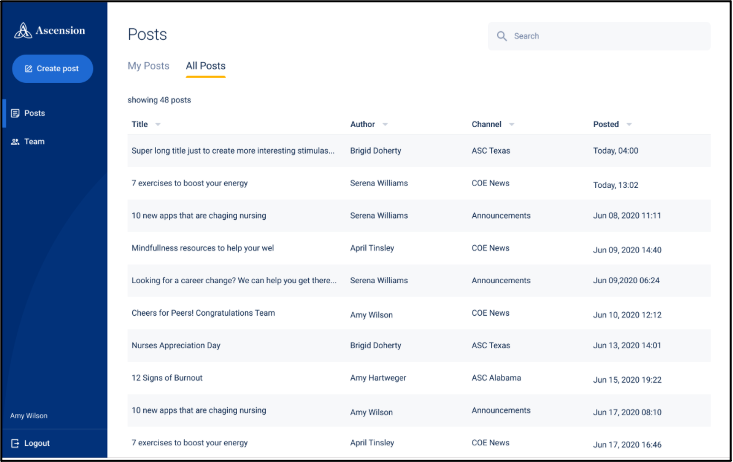 Ascension
Create post
Posts
Team
Amy Wilson
Logout
Posts
Search
My Posts All Posts
showing 48 posts
Title Author Channel Posted
Super long title just to create more interesting stimulas... Brigid Doherty ASC Texas Today, 04:00
7 exercises to boost your energy Serena Williams COE News Today, 13:02
10 new apps that are chaging nursing Serena Williams Announcements Jun 08, 2020 11:11
Mindfullness resources to help your wel April Tinsley COE News Jun 09, 2020 14:40
Looking for a career change? We can help you get there... Serena Williams Announcements Jun 09,2020 06:24
Cheers for Peers! Congratulations Team Amy Wilson COE News Jun 10, 2020 12:12
Nurses Appreciation Day Brigid Doherty ASC Texas Jun 13, 2020 14:01
12 Signs of Burnout Amy Hartweger ASC Alabama Jun 15, 2020 19:22
10 new apps that are chaging nursing Amy Wilson Announcements Jun 17, 2020 08:10
7 exercises to boost your energy April Tinsley COE News Jun 17, 2020 16:46